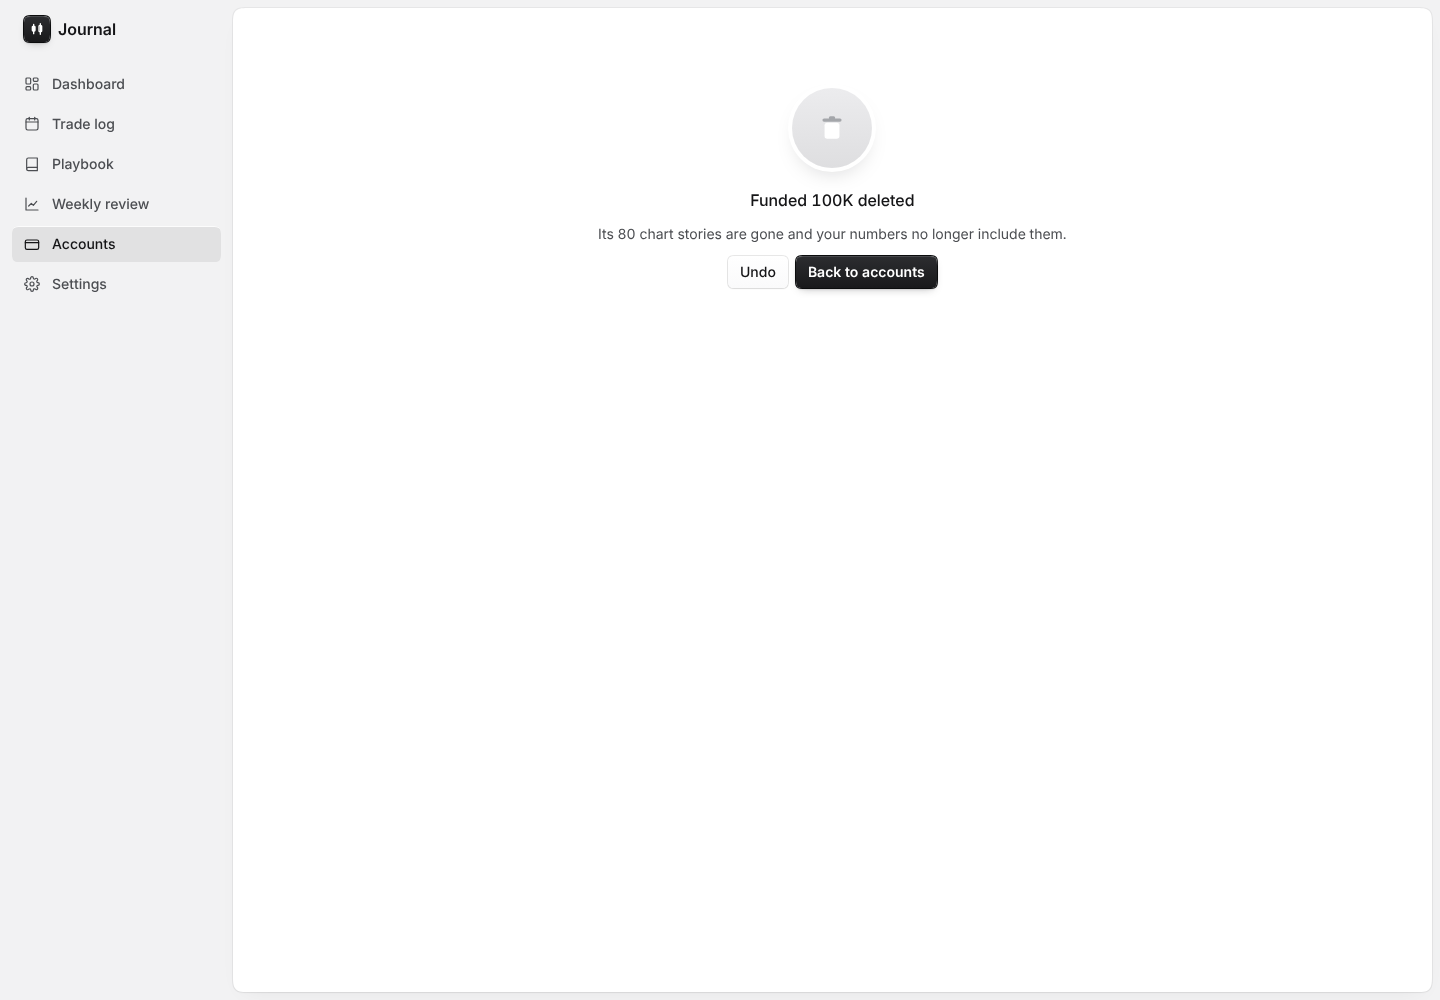 Journal
Dashboard
Trade log
Playbook
Weekly review
Accounts
Settings
Funded 100K deleted
Its 80 chart stories are gone and your numbers no longer include them.
Undo
Back to accounts